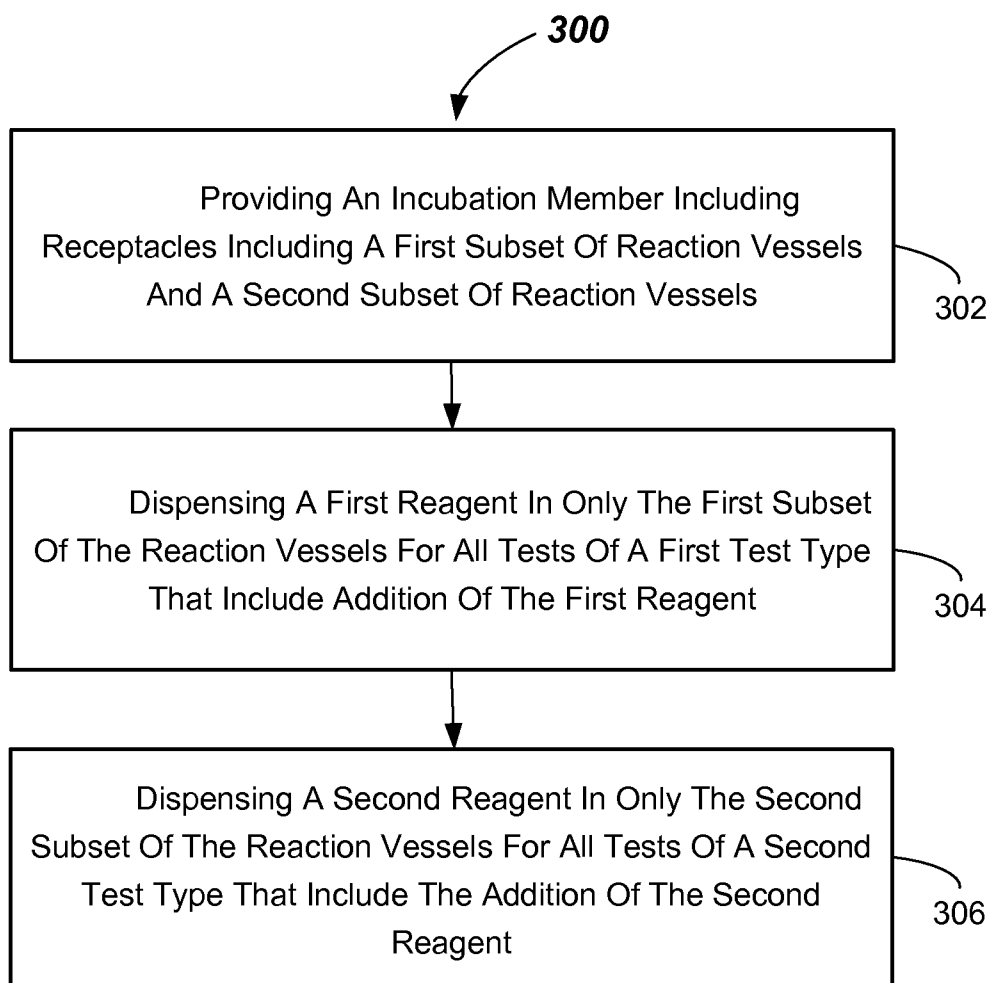 300
Providing An Incubation Member Including
Receptacles Including A First Subset Of Reaction Vessels
And A Second Subset Of Reaction Vessels
302
Dispensing A First Reagent In Only The First Subset
Of The Reaction Vessels For All Tests Of A First Test Type
That Include Addition Of The First Reagent
304
Dispensing A Second Reagent In Only The Second
Subset Of The Reaction Vessels For All Tests Of A Second
Test Type That Include The Addition Of The Second
Reagent
306